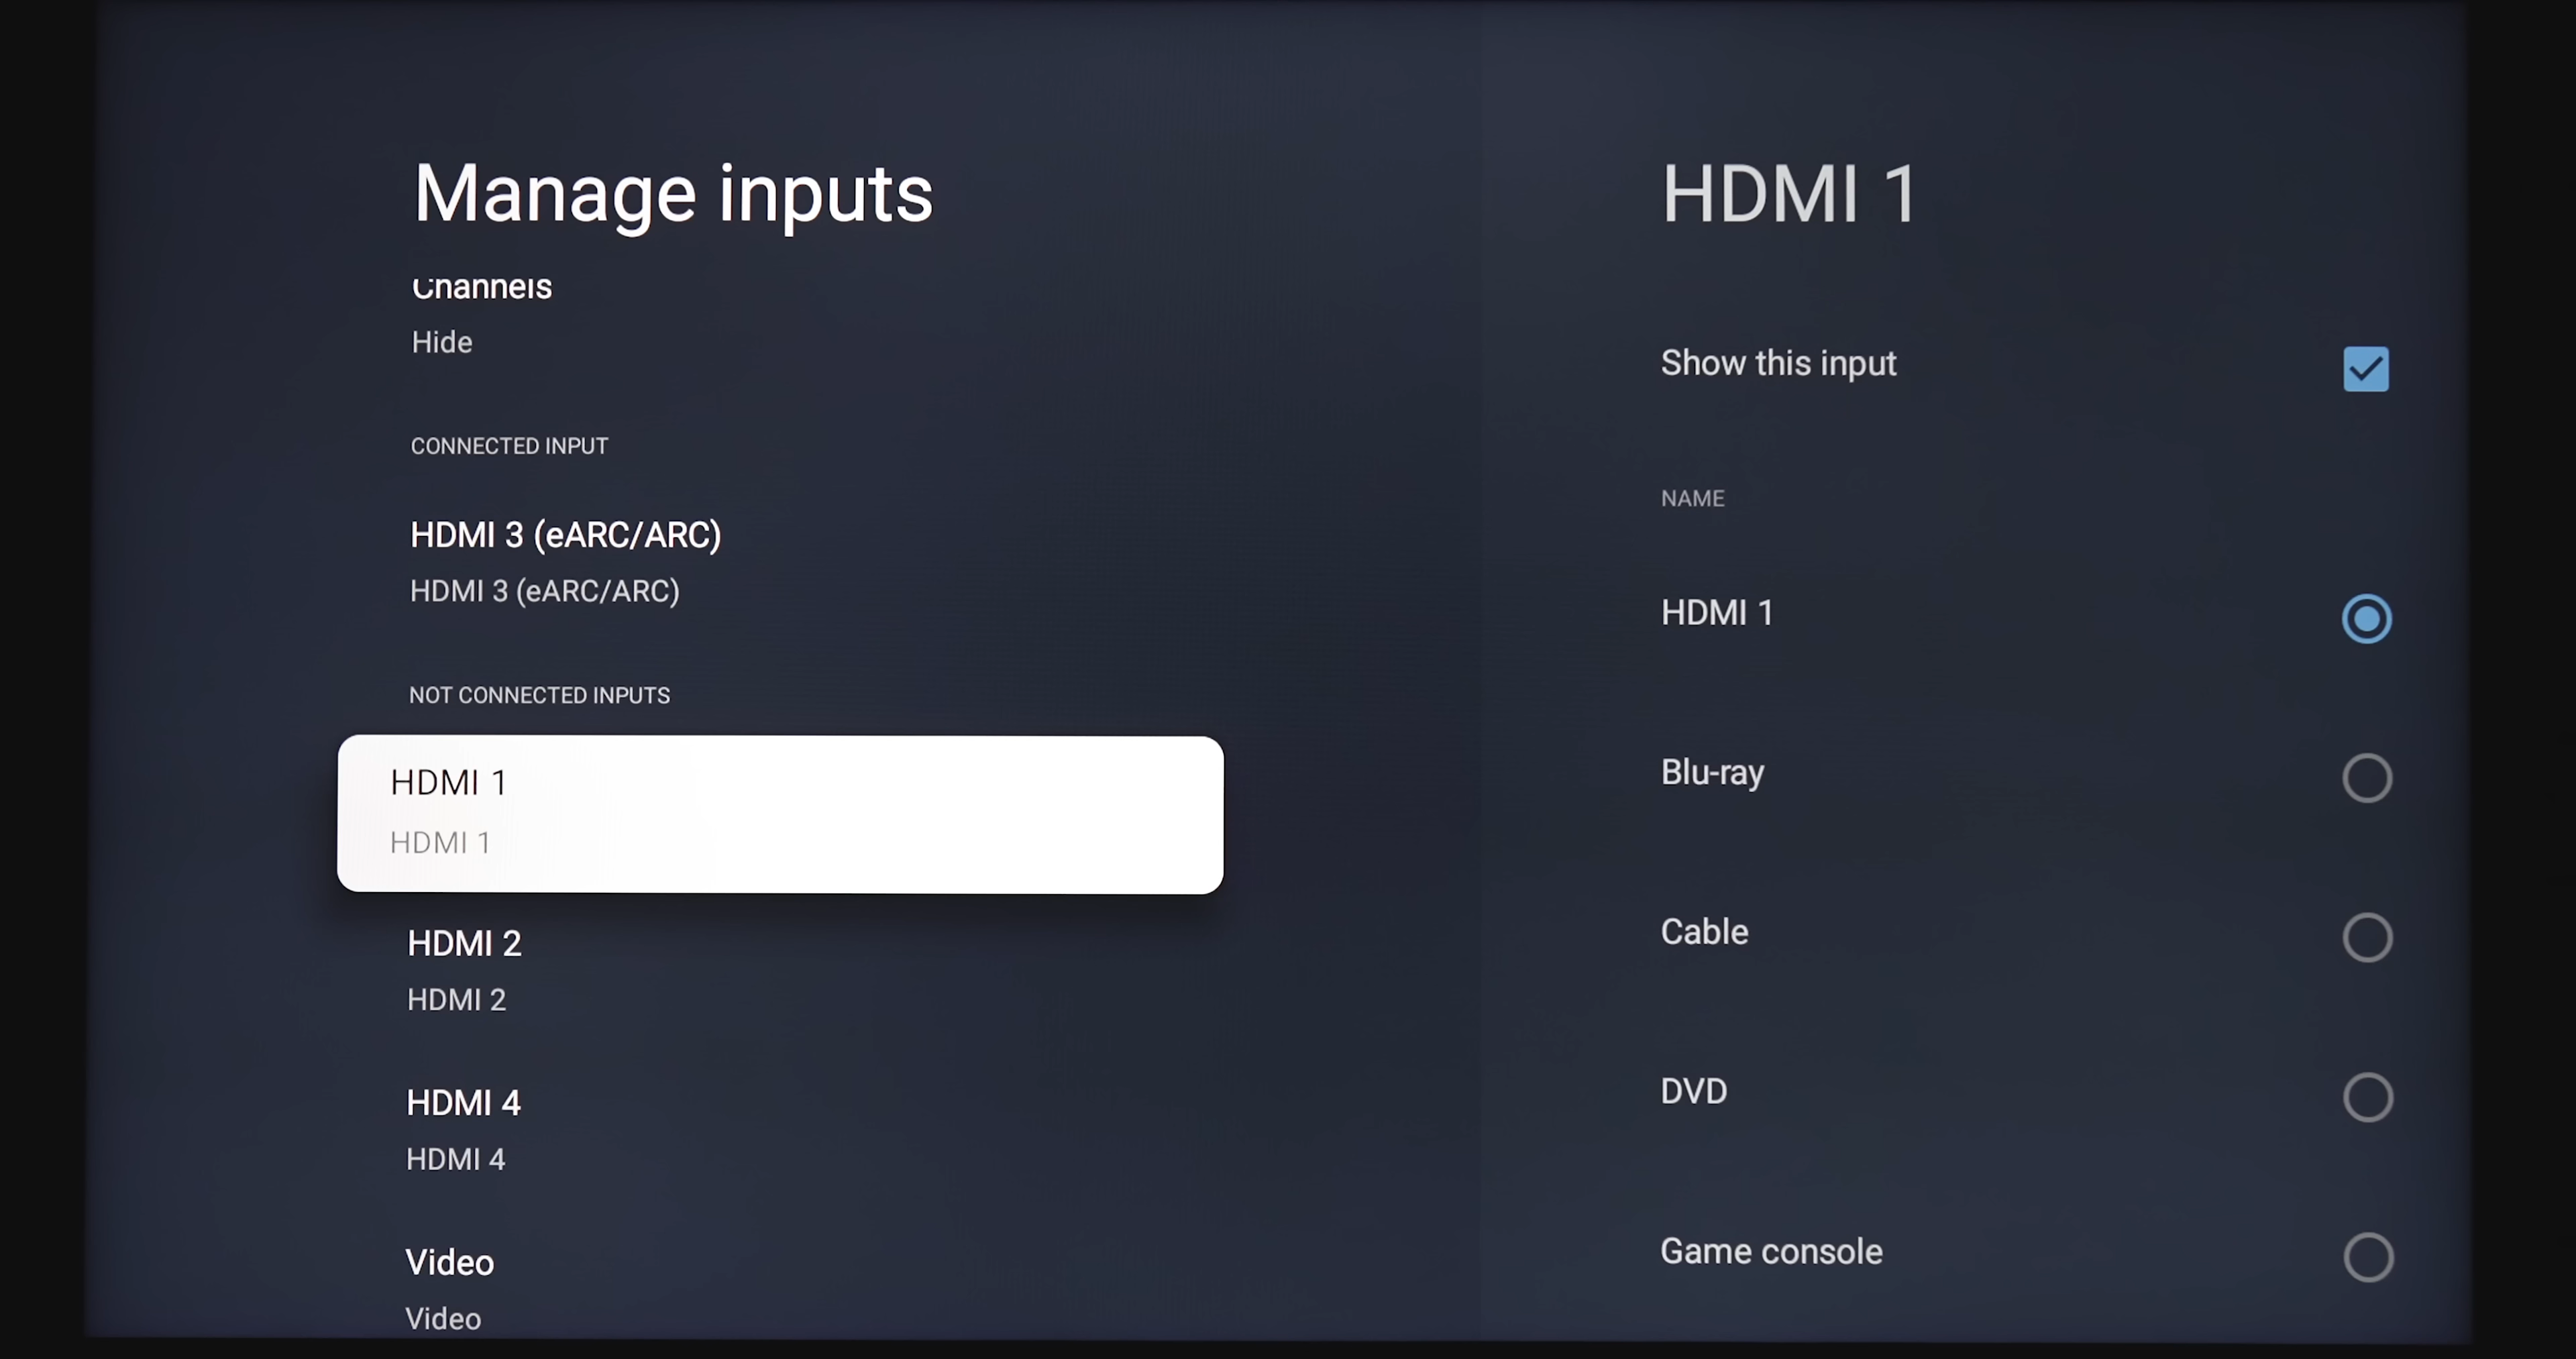 Manage inputs
Channels
Hide
CONNECTED INPUT
HDMI 3 (eARC/ARC)
HDMI 3 (eARC/ARC)
NOT CONNECTED INPUTS
HDMI 1
HDMI 1
HDMI 2
HDMI 2
HDMI 4
HDMI 4
Video
Video
HDMI 1
Show this input
NAME
HDMI 1
Blu-ray
Cable
DVD
Game console